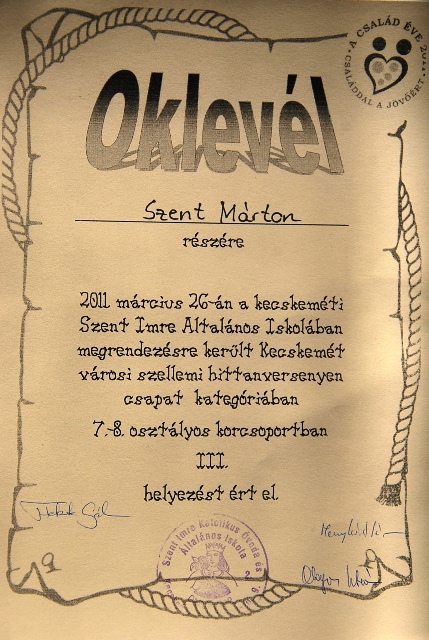 A CSALÁD ÉVE
CSALÁDDAL A JÖVŐÉRT
Oklevél
Szent Márton
részére
2011 március 26-án a kecskeméti
Szent Imre Általános Iskolában
megrendezésre került Kecskemét
városi szellemi hittanversenyen
csapat kategóriában
7.-8. osztályos korcsoportban
III.
helyezést ért el.
Szent Imre Katolikus Óvoda és
Általános Iskola
2.